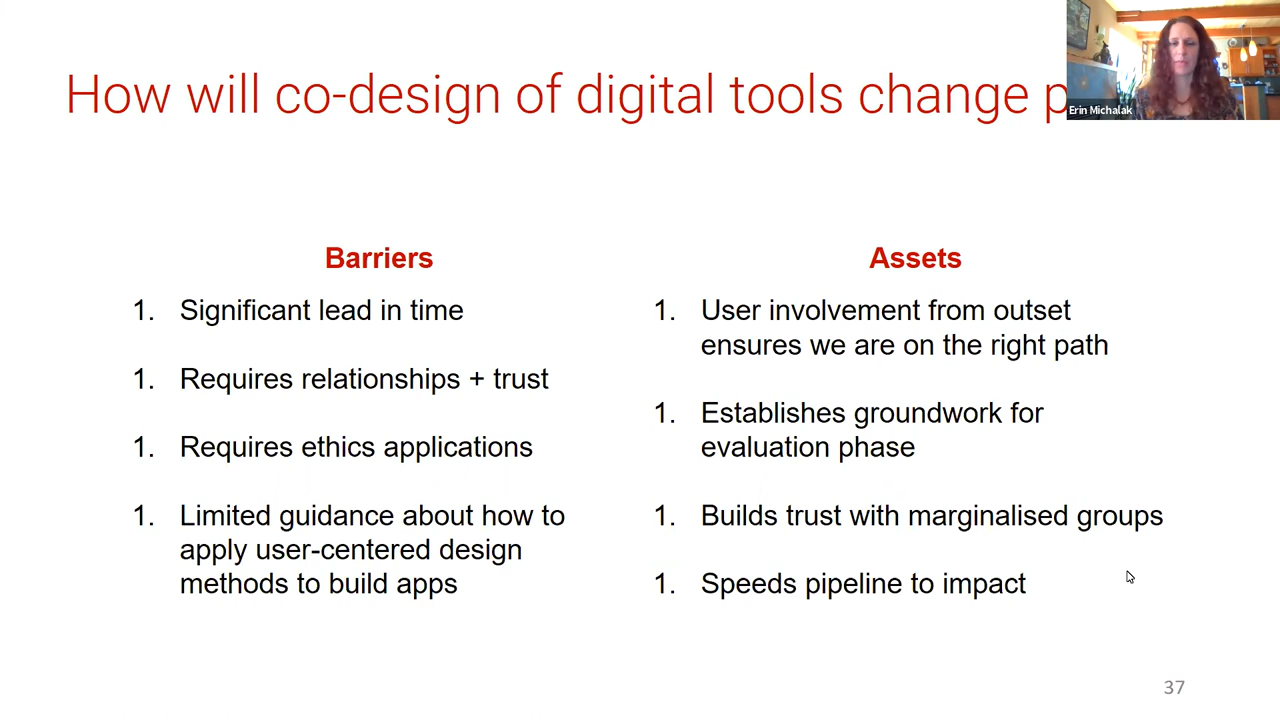 How will co-design of digital tools change p
Erin Michalak
Barriers
1. Significant lead in time
1. Requires relationships + trust
1. Requires ethics applications
1. Limited guidance about how to
apply user-centered design
methods to build apps
Assets
1. User involvement from outset
ensures we are on the right path
1. Establishes groundwork for
evaluation phase
1. Builds trust with marginalised groups
1. Speeds pipeline to impact
37